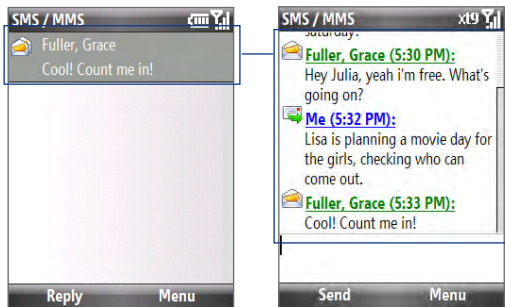 SMS / MMS
Fuller, Grace
Cool! Count me in!
Reply Menu
SMS / MMS xt9
saturday?
Fuller, Grace (5:30 PM):
Hey Julia, yeah i'm free. What's
going on?
Me (5:32 PM):
Lisa is planning a movie day for
the girls, checking who can
come out.
Fuller, Grace (5:33 PM):
Cool! Count me in!
Send Menu